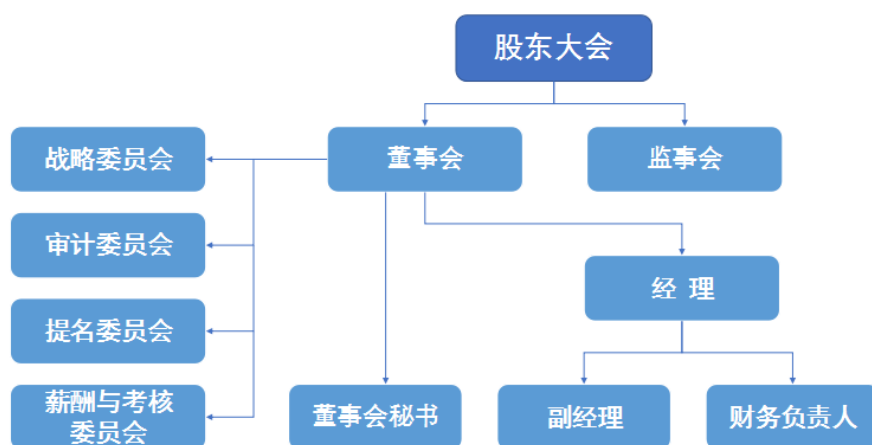 股东大会
董事会
监事会
战略委员会
审计委员会
提名委员会
薪酬与考核
委员会
经 理
董事会秘书
副经理
财务负责人